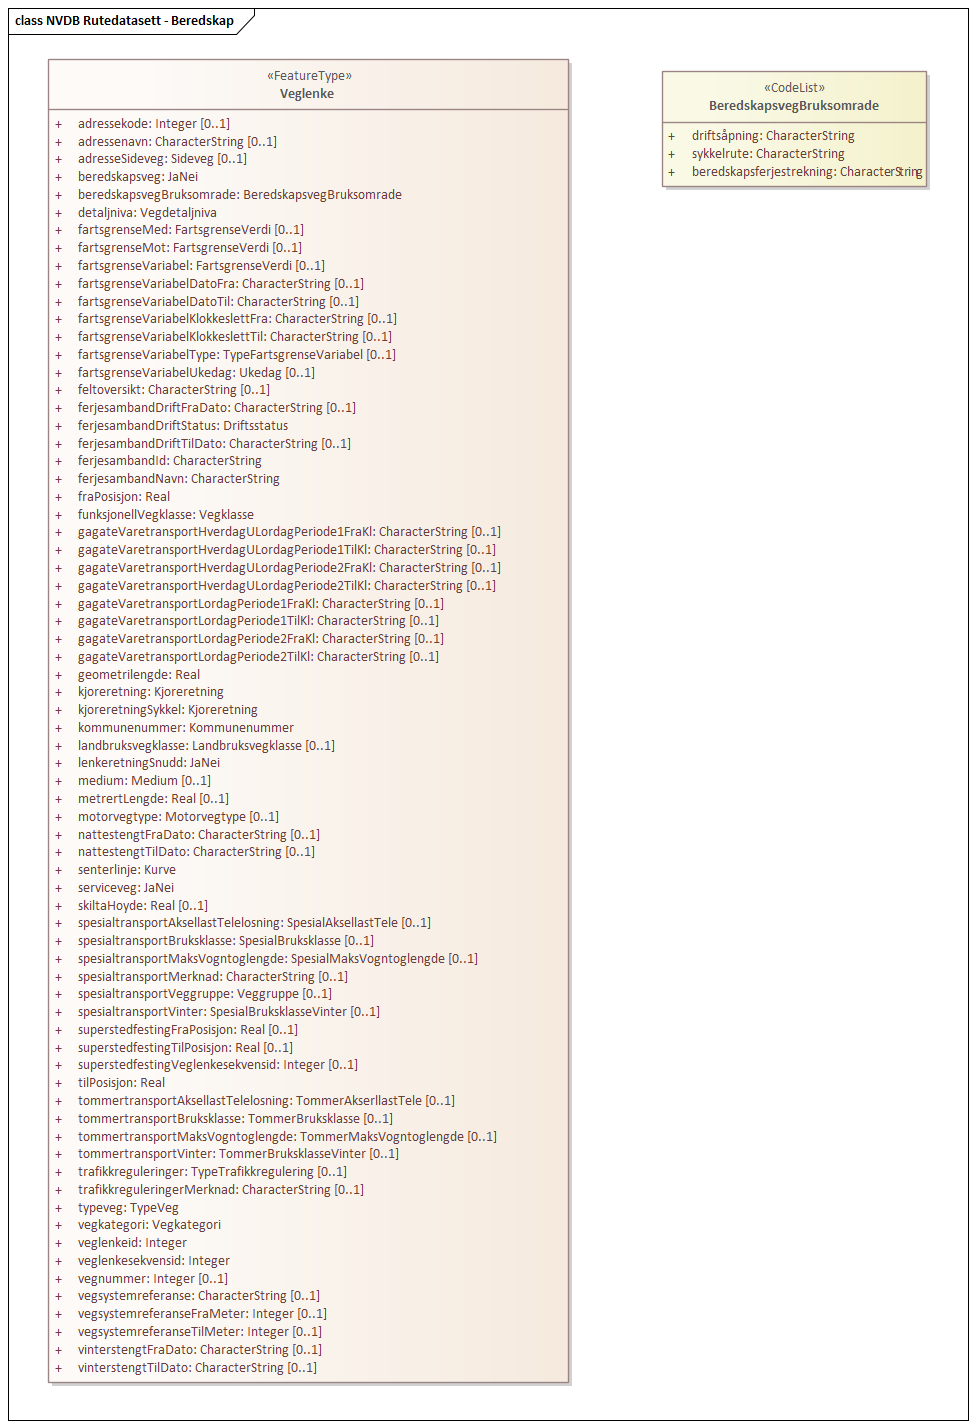 class NVDB Rutedatasett - Beredskap
«FeatureType»
Veglenke
+ adressekode: Integer [0..1]
+ adressenavn: CharacterString [0..1]
+ adresseSideveg: Sideveg [0..1]
+ beredskapsveg: JaNei
+ beredskapsvegBruksomrade: BeredskapsvegBruksomrade
+ detaljniva: Vegdetaljniva
+ fartsgrenseMed: FartsgrenseVerdi [0..1]
+ fartsgrenseMot: FartsgrenseVerdi [0..1]
+ fartsgrenseVariabel: FartsgrenseVerdi [0..1]
+ fartsgrenseVariabelDatoFra: CharacterString [0..1]
+ fartsgrenseVariabelDatoTil: CharacterString [0..1]
+ fartsgrenseVariabelKlokkeslettFra: CharacterString [0..1]
+ fartsgrenseVariabelKlokkeslettTil: CharacterString [0..1]
+ fartsgrenseVariabelType: TypeFartsgrenseVariabel [0..1]
+ fartsgrenseVariabelUkedag: Ukedag [0..1]
+ feltoversikt: CharacterString [0..1]
+ ferjesambandDriftFraDato: CharacterString [0..1]
+ ferjesambandDriftStatus: Driftsstatus
+ ferjesambandDriftTilDato: CharacterString [0..1]
+ ferjesambandId: CharacterString
+ ferjesambandNavn: CharacterString
+ fraPosisjon: Real
+ funksjonellVegklasse: Vegklasse
+ gagateVaretransportHverdagULordagPeriode1FraKl: CharacterString [0..1]
+ gagateVaretransportHverdagULordagPeriode1TilKl: CharacterString [0..1]
+ gagateVaretransportHverdagULordagPeriode2FraKl: CharacterString [0..1]
+ gagateVaretransportHverdagULordagPeriode2TilKl: CharacterString [0..1]
+ gagateVaretransportLordagPeriode1FraKl: CharacterString [0..1]
+ gagateVaretransportLordagPeriode1TilKl: CharacterString [0..1]
+ gagateVaretransportLordagPeriode2FraKl: CharacterString [0..1]
+ gagateVaretransportLordagPeriode2TilKl: CharacterString [0..1]
+ geometrilengde: Real
+ kjoreretning: Kjoreretning
+ kjoreretningSykkel: Kjoreretning
+ kommunenummer: Kommunenummer
+ landbruksvegklasse: Landbruksvegklasse [0..1]
+ lenkeretningSnudd: JaNei
+ medium: Medium [0..1]
+ metrertLengde: Real [0..1]
+ motorvegtype: Motorvegtype [0..1]
+ nattestengtFraDato: CharacterString [0..1]
+ nattestengtTilDato: CharacterString [0..1]
+ senterlinje: Kurve
+ serviceveg: JaNei
+ skiltaHoyde: Real [0..1]
+ spesialtransportAksellastTelelosning: SpesialAksellastTele [0..1]
+ spesialtransportBruksklasse: SpesialBruksklasse [0..1]
+ spesialtransportMaksVogntoglengde: SpesialMaksVogntoglengde [0..1]
+ spesialtransportMerknad: CharacterString [0..1]
+ spesialtransportVeggruppe: Veggruppe [0..1]
+ spesialtransportVinter: SpesialBruksklasseVinter [0..1]
+ superstedfestingFraPosisjon: Real [0..1]
+ superstedfestingTilPosisjon: Real [0..1]
+ superstedfestingVeglenkesekvensid: Integer [0..1]
+ tilPosisjon: Real
+ tommertransportAksellastTelelosning: TommerAkserllastTele [0..1]
+ tommertransportBruksklasse: TommerBruksklasse [0..1]
+ tommertransportMaksVogntoglengde: TommerMaksVogntoglengde [0..1]
+ tommertransportVinter: TommerBruksklasseVinter [0..1]
+ trafikkreguleringer: TypeTrafikkregulering [0..1]
+ trafikkreguleringerMerknad: CharacterString [0..1]
+ typeveg: TypeVeg
+ vegkategori: Vegkategori
+ veglenkeid: Integer
+ veglenkesekvensid: Integer
+ vegnummer: Integer [0..1]
+ vegsystemreferanse: CharacterString [0..1]
+ vegsystemreferanseFraMeter: Integer [0..1]
+ vegsystemreferanseTilMeter: Integer [0..1]
+ vinterstengtFraDato: CharacterString [0..1]
+ vinterstengtTilDato: CharacterString [0..1]
«CodeList»
BeredskapsvegBruksomrade
+ driftsåpning: CharacterString
+ sykkelrute: CharacterString
+ beredskapsferjestrekning: CharacterString